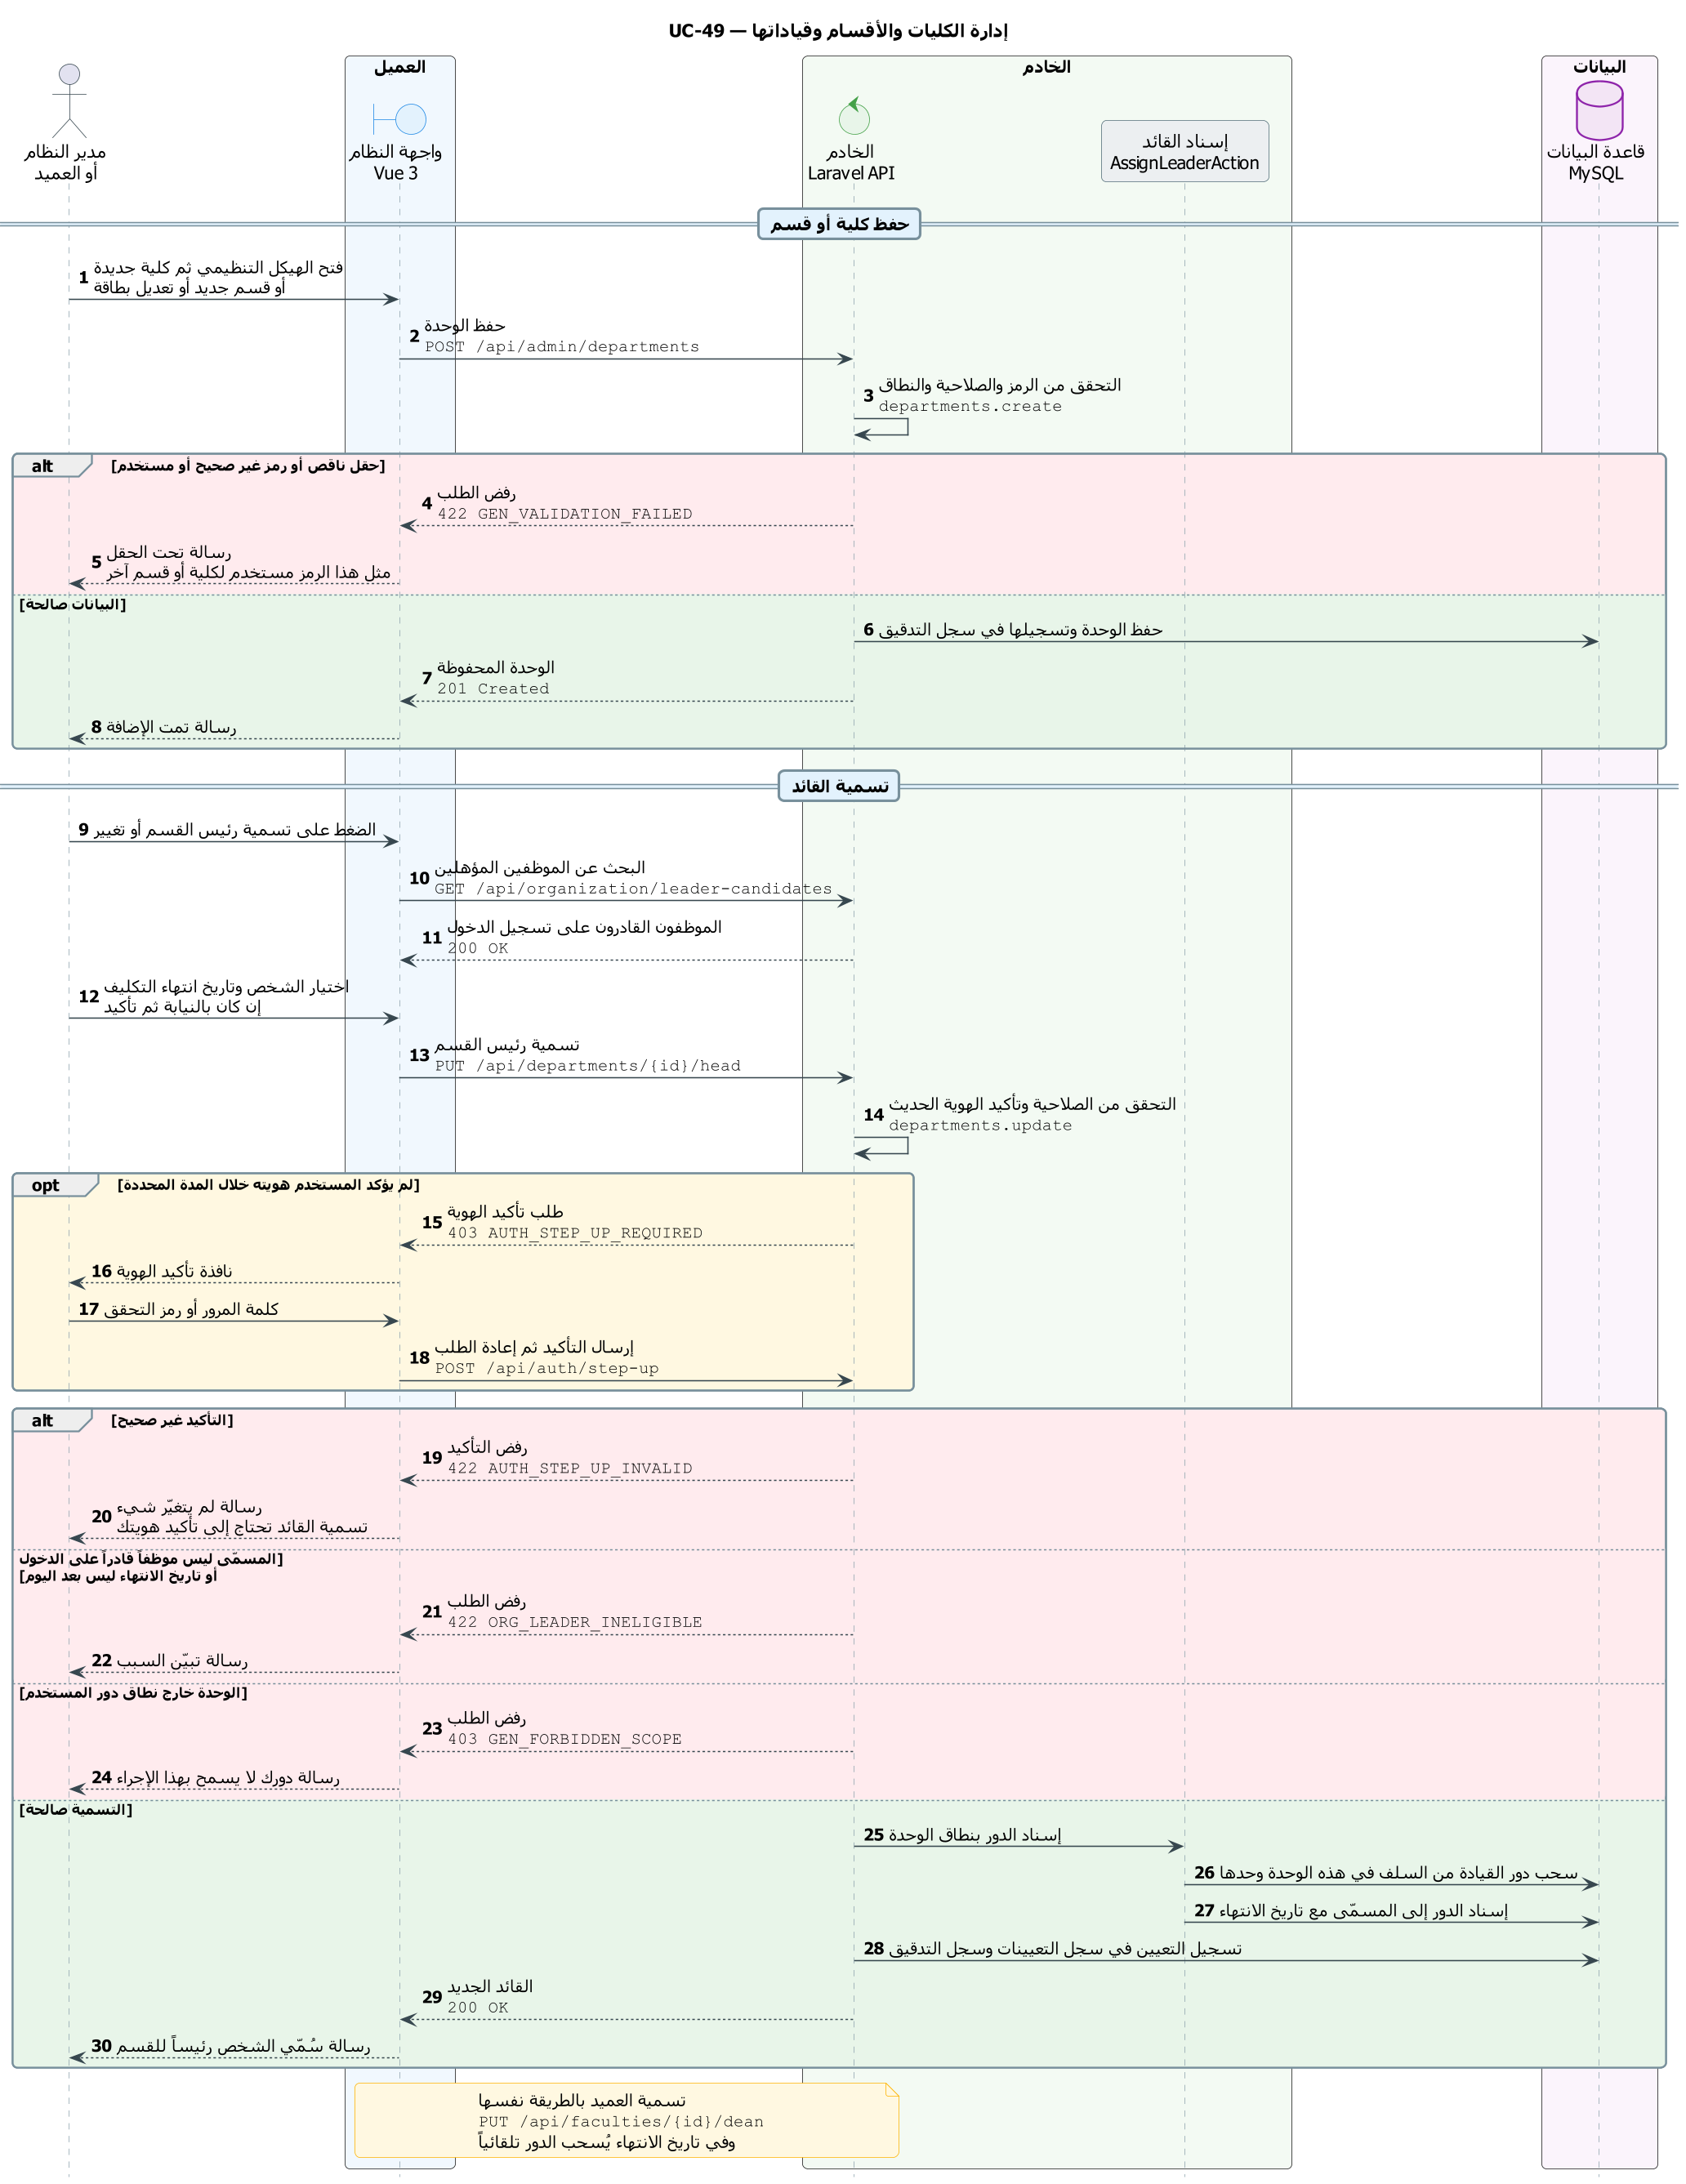 UC-49 — إدارة الكليات والأقسام وقياداتها
العميل
الخادم
البيانات
مدير النظام
أو العميد
واجهة النظام
Vue 3
الخادم
Laravel API
إسناد القائد
AssignLeaderAction
قاعدة البيانات
MySQL
حفظ كلية أو قسم
1 فتح الهيكل التنظيمي ثم كلية جديدة
أو قسم جديد أو تعديل بطاقة
2 حفظ الوحدة
POST /api/admin/departments
3 التحقق من الرمز والصلاحية والنطاق
departments.create
alt [حقل ناقص أو رمز غير صحيح أو مستخدم]
4 رفض الطلب
422 GEN_VALIDATION_FAILED
5 رسالة تحت الحقل
مثل هذا الرمز مستخدم لكلية أو قسم آخر
[البيانات صالحة]
6 حفظ الوحدة وتسجيلها في سجل التدقيق
7 الوحدة المحفوظة
201 Created
8 رسالة تمت الإضافة
تسمية القائد
9 الضغط على تسمية رئيس القسم أو تغيير
10 البحث عن الموظفين المؤهلين
GET /api/organization/leader-candidates
11 الموظفون القادرون على تسجيل الدخول
200 OK
12 اختيار الشخص وتاريخ انتهاء التكليف
إن كان بالنيابة ثم تأكيد
13 تسمية رئيس القسم
PUT /api/departments/{id}/head
14 التحقق من الصلاحية وتأكيد الهوية الحديث
departments.update
opt [لم يؤكد المستخدم هويته خلال المدة المحددة]
15 طلب تأكيد الهوية
403 AUTH_STEP_UP_REQUIRED
16 نافذة تأكيد الهوية
17 كلمة المرور أو رمز التحقق
18 إرسال التأكيد ثم إعادة الطلب
POST /api/auth/step-up
alt [التأكيد غير صحيح]
19 رفض التأكيد
422 AUTH_STEP_UP_INVALID
20 رسالة لم يتغيّر شيء
تسمية القائد تحتاج إلى تأكيد هويتك
[المسمّى ليس موظفاً قادراً على الدخول
أو تاريخ الانتهاء ليس بعد اليوم]
21 رفض الطلب
422 ORG_LEADER_INELIGIBLE
22 رسالة تبيّن السبب
[الوحدة خارج نطاق دور المستخدم]
23 رفض الطلب
403 GEN_FORBIDDEN_SCOPE
24 رسالة دورك لا يسمح بهذا الإجراء
[التسمية صالحة]
25 إسناد الدور بنطاق الوحدة
26 سحب دور القيادة من السلف في هذه الوحدة وحدها
27 إسناد الدور إلى المسمّى مع تاريخ الانتهاء
28 تسجيل التعيين في سجل التعيينات وسجل التدقيق
29 القائد الجديد
200 OK
30 رسالة سُمّي الشخص رئيساً للقسم
تسمية العميد بالطريقة نفسها
PUT /api/faculties/{id}/dean
وفي تاريخ الانتهاء يُسحب الدور تلقائياً